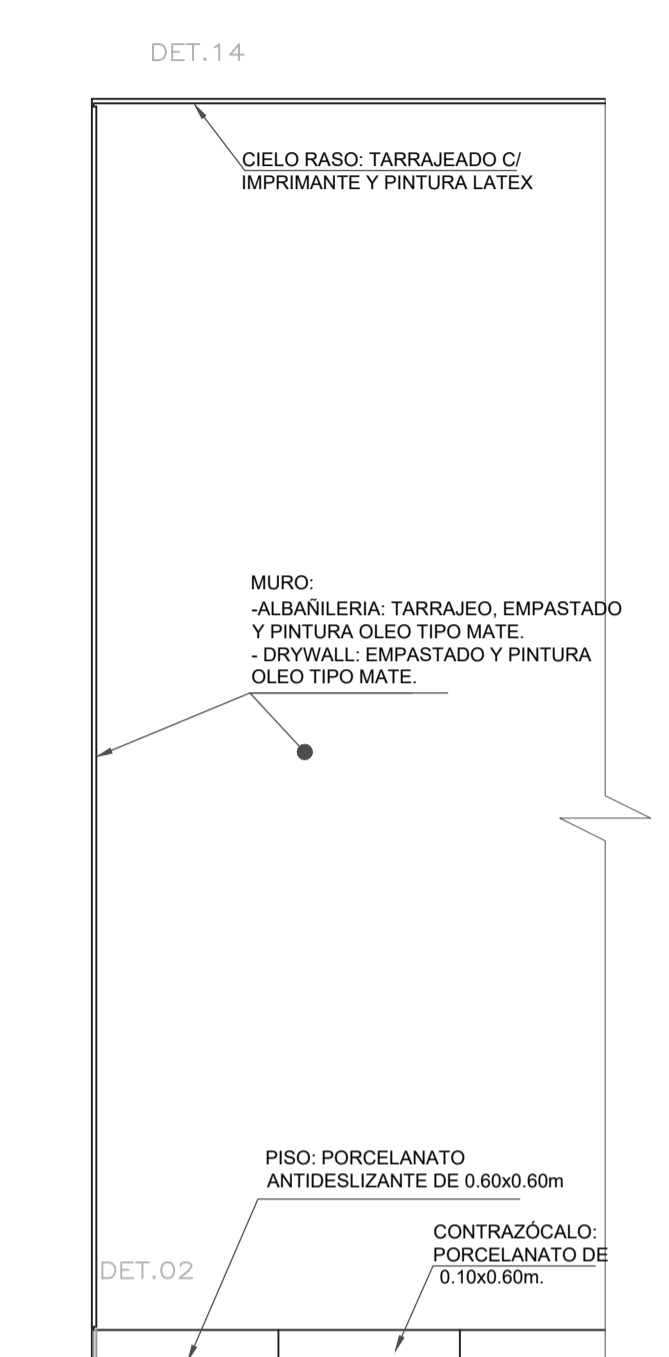 DET.14
CIELO RASO: TARRAJEADO C/
IMPRIMANTE Y PINTURA LATEX
MURO:
-ALBAÑILERIA: TARRAJEO, EMPASTADO
Y PINTURA OLEO TIPO MATE.
- DRYWALL: EMPASTADO Y PINTURA
OLEO TIPO MATE.
PISO: PORCELANATO
ANTIDESLIZANTE DE 0.60x0.60m
CONTRAZÓCALO:
PORCELANATO DE
0.10x0.60m.
DET.02